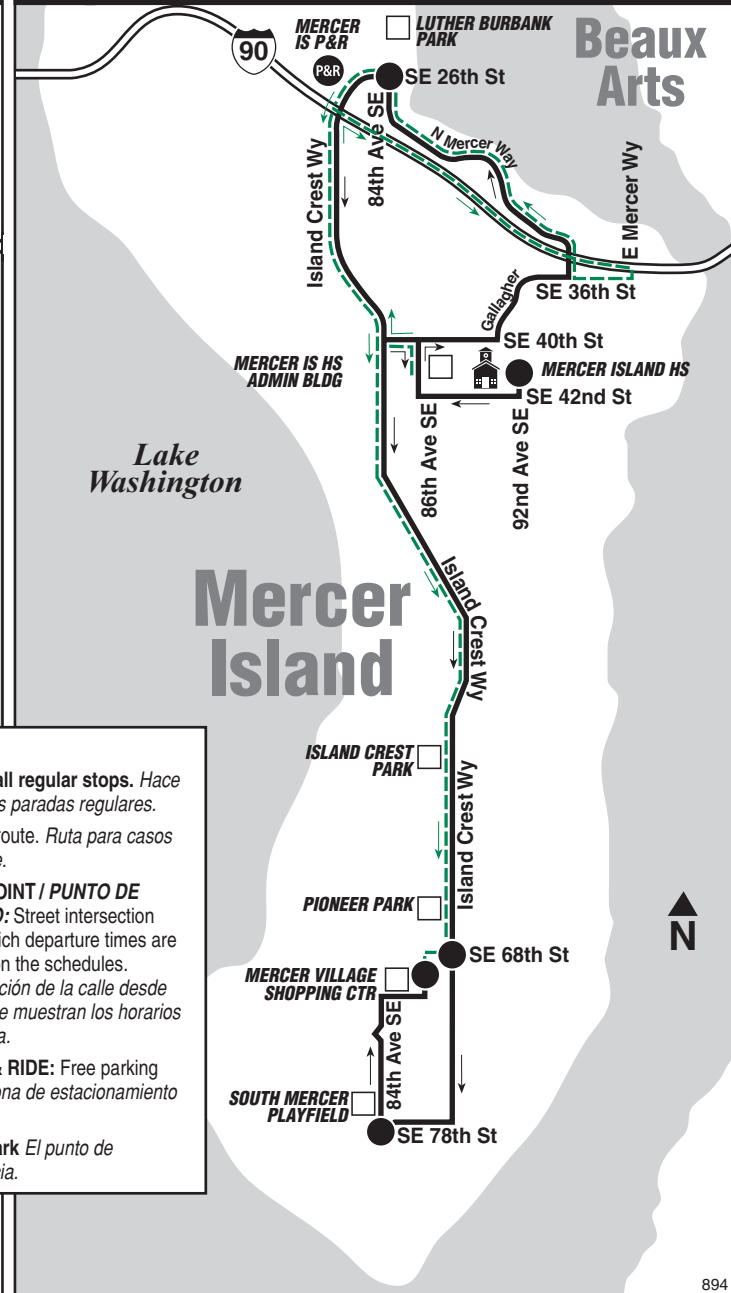 MERCER
IS P&R
LUTHER BURBANK
PARK
Beaux
Arts
90
P&R
SE 26th St
84th Ave SE
N Mercer Way
Island Crest Wy
E Mercer Wy
SE 36th St
Gallagher
SE 40th St
MERCER IS HS
ADMIN BLDG
MERCER ISLAND HS
SE 42nd St
86th Ave SE
92nd Ave SE
Lake
Washington
Mercer
Island
Island Crest Wy
ISLAND CREST
PARK
Island Crest Wy
PIONEER PARK
SE 68th St
MERCER VILLAGE
SHOPPING CTR
84th Ave SE
SOUTH MERCER
PLAYFIELD
SE 78th St
N
all regular stops. Hace
s paradas regulares.
oute. Ruta para casos
e.
OINT / PUNTO DE
O: Street intersection
ich departure times are
on the schedules.
ción de la calle desde
e muestran los horarios
a.
& RIDE: Free parking
ona de estacionamiento
ark El punto de
cia.
894